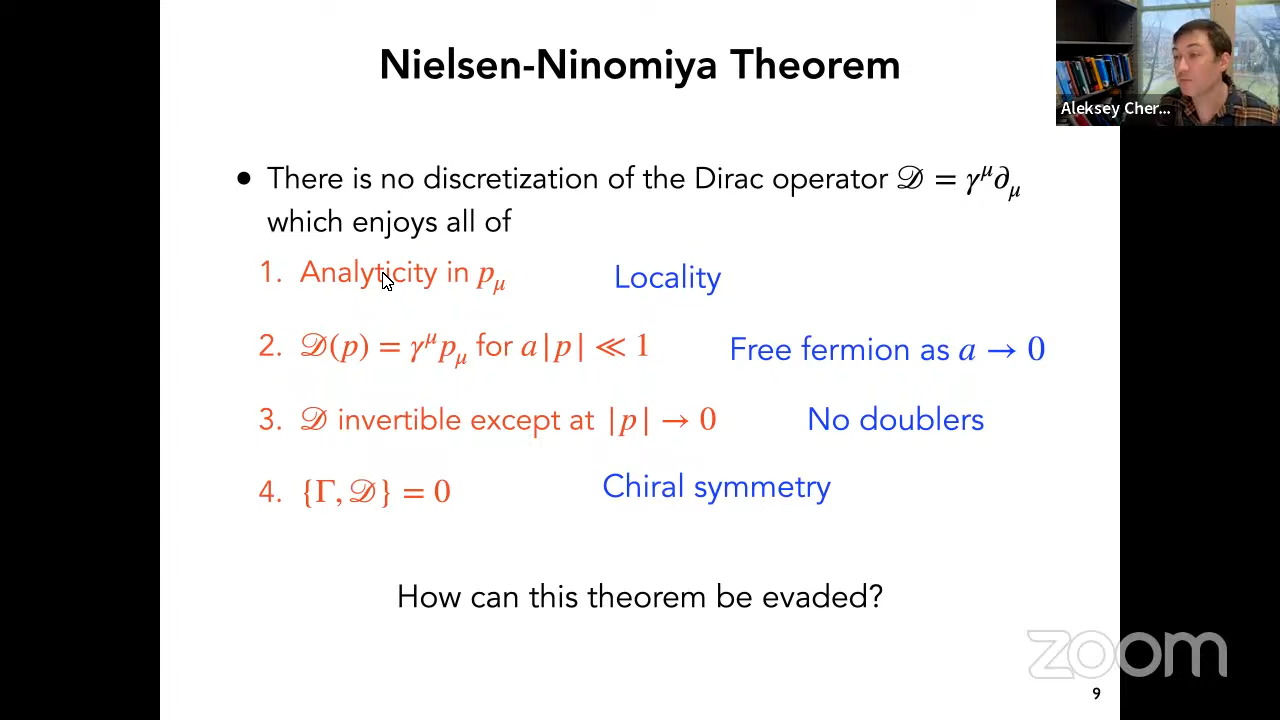 Nielsen-Ninomiya Theorem
Aleksey Cher...
• There is no discretization of the Dirac operator 𝒟 = γ^μ∂_μ
which enjoys all of
1. Analyticity in p_μ Locality
2. 𝒟(p) = γ^μ p_μ for a|p| ≪ 1 Free fermion as a → 0
3. 𝒟 invertible except at |p| → 0 No doublers
4. {Γ, 𝒟} = 0 Chiral symmetry
How can this theorem be evaded?
zoom
9